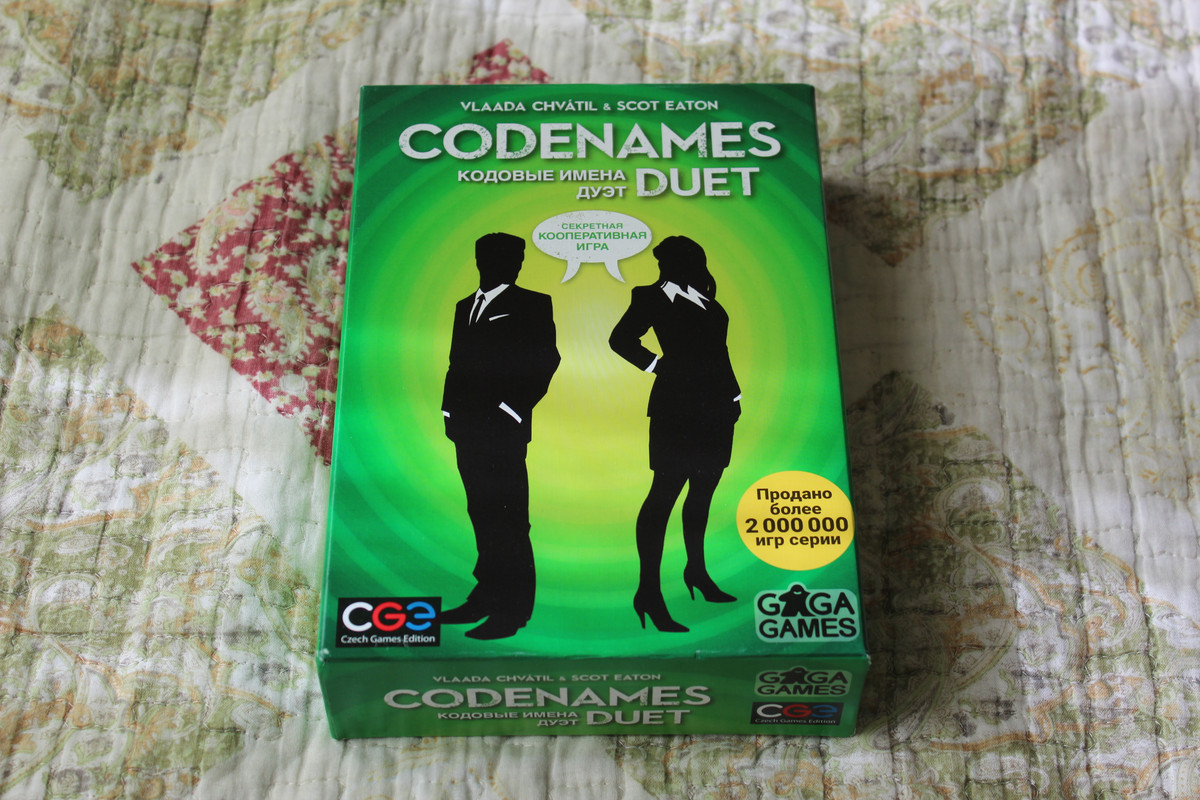 VLAADA CHVÁTIL & SCOT EATON
CODENAMES
КОДОВЫЕ ИМЕНА
ДУЭТ
DUET
СЕКРЕТНАЯ
КООПЕРАТИВНАЯ
ИГРА
Продано
более
2 000 000
игр серии
CGE
Czech Games Edition
GAGA
GAMES
VLAADA CHVÁTIL & SCOT EATON
CODENAMES
КОДОВЫЕ ИМЕНА
ДУЭТ
DUET
GAGA
GAMES
CGE
Czech Games Edition